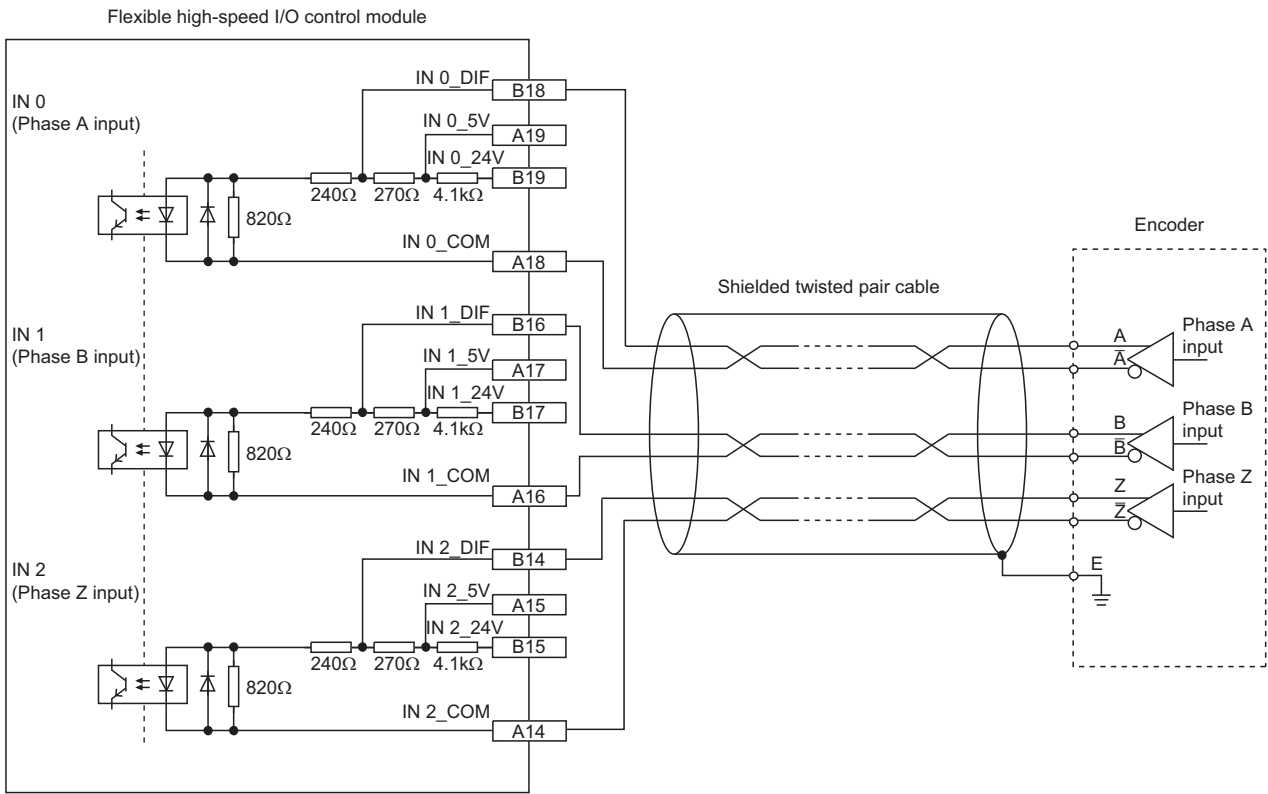 Flexible high-speed I/O control module
IN 0
(Phase A input)
IN 0_DIF
B18
IN 0_5V
A19
IN 0_24V
B19
240Ω
270Ω
4.1kΩ
820Ω
IN 0_COM
A18
IN 1
(Phase B input)
IN 1_DIF
B16
IN 1_5V
A17
IN 1_24V
B17
240Ω
270Ω
4.1kΩ
820Ω
IN 1_COM
A16
IN 2
(Phase Z input)
IN 2_DIF
B14
IN 2_5V
A15
IN 2_24V
B15
240Ω
270Ω
4.1kΩ
820Ω
IN 2_COM
A14
Shielded twisted pair cable
Encoder
A
A̅
Phase A
input
B
B̅
Phase B
input
Z
Z̅
Phase Z
input
E